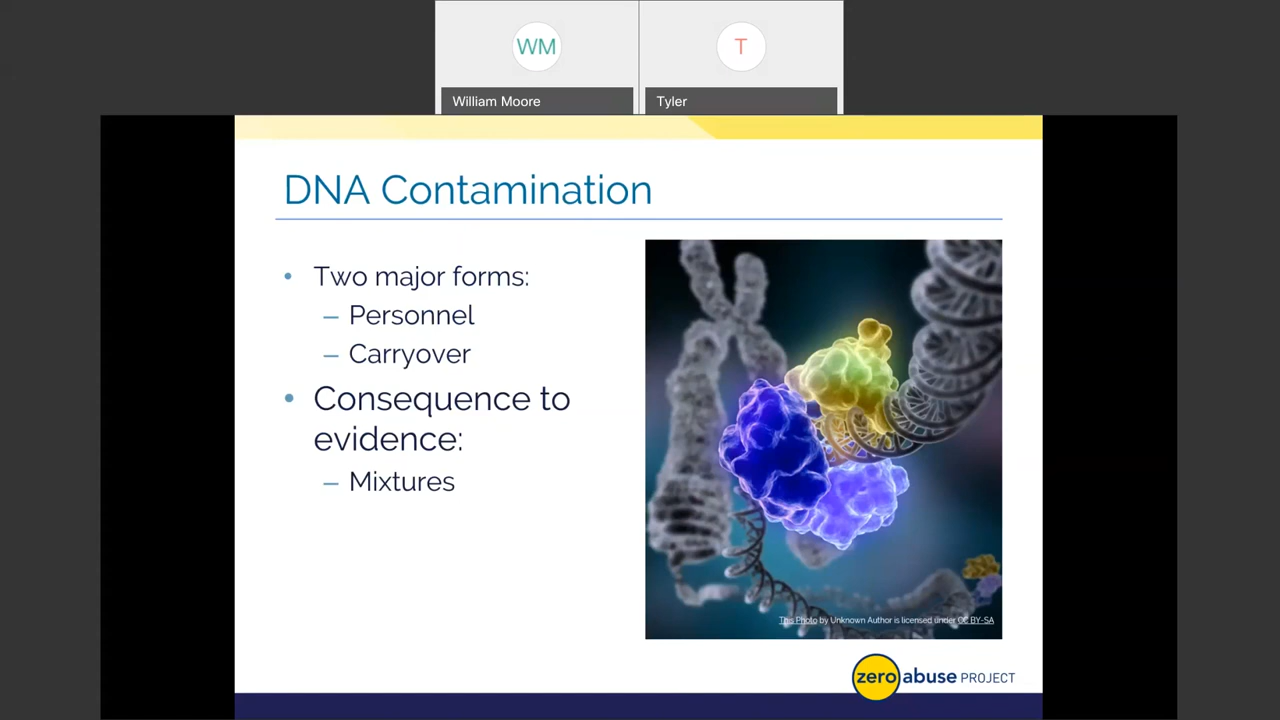 WM
T
William Moore
Tyler
DNA Contamination
• Two major forms:
– Personnel
– Carryover
• Consequence to
evidence:
– Mixtures
This Photo by Unknown Author is licensed under CC BY-SA
zero abuse PROJECT